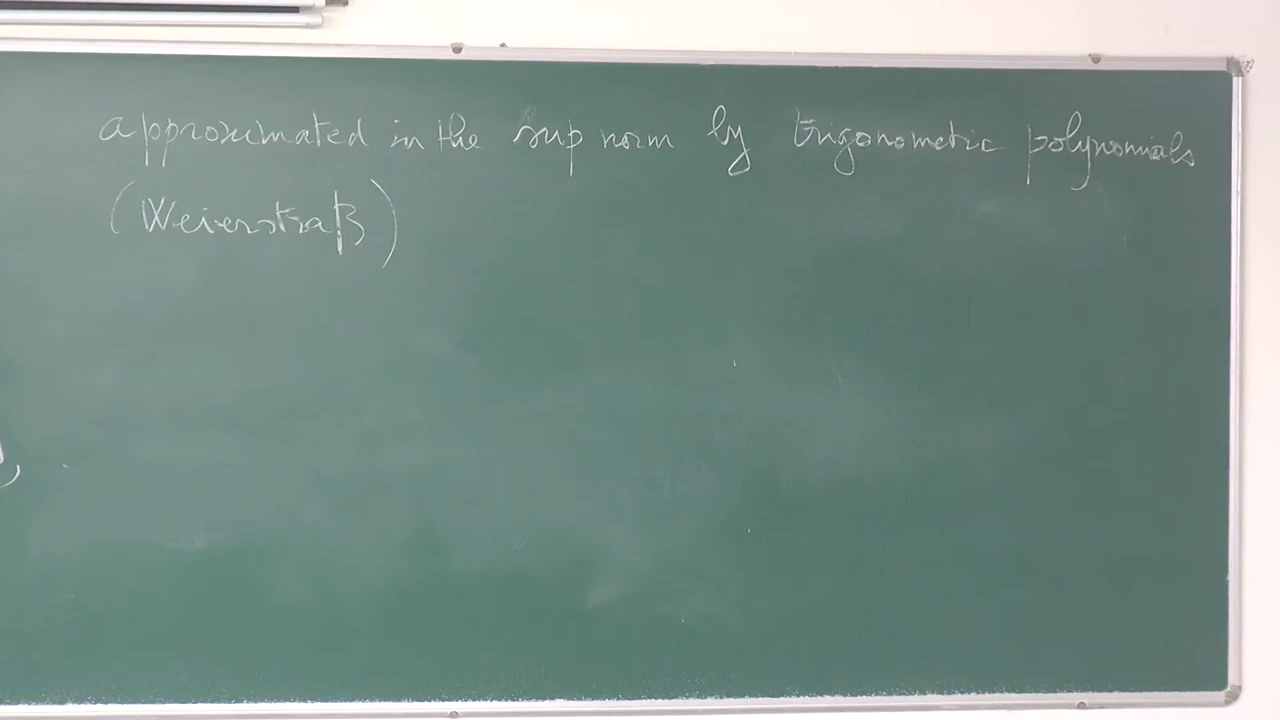 approximated in the sup norm by trigonometric polynomials
(Weierstraß)